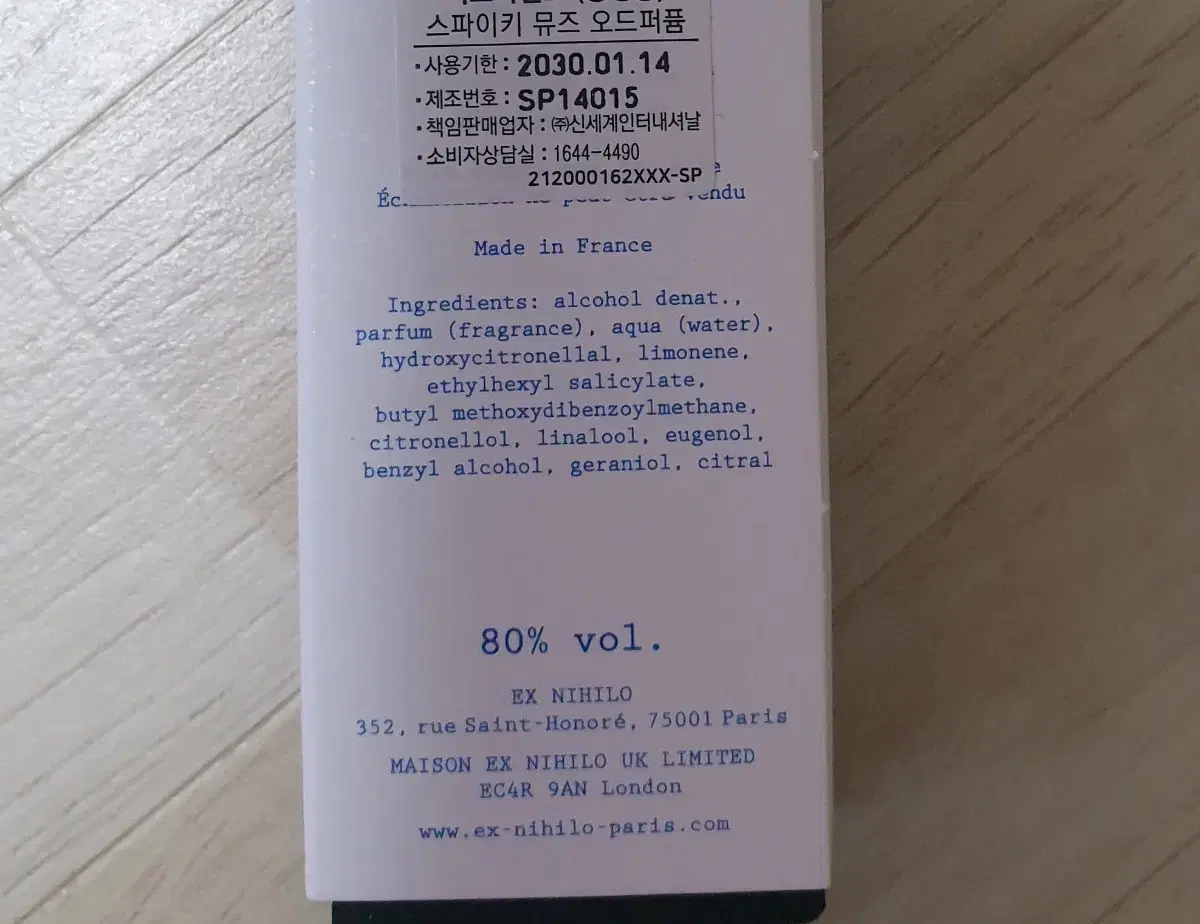 스파이키 뮤즈 오드퍼퓸
·사용기한 : 2030.01.14
·제조번호 : SP14015
·책임판매업자 : ㈜신세계인터내셔날
·소비자상담실 : 1644-4490
212000162XXX-SP
ne peut être vendu
Made in France
Ingredients: alcohol denat.,
parfum (fragrance), aqua (water),
hydroxycitronellal, limonene,
ethylhexyl salicylate,
butyl methoxydibenzoylmethane,
citronellol, linalool, eugenol,
benzyl alcohol, geraniol, citral
80% vol.
EX NIHILO
352, rue Saint-Honoré, 75001 Paris
MAISON EX NIHILO UK LIMITED
EC4R 9AN London
www.ex-nihilo-paris.com